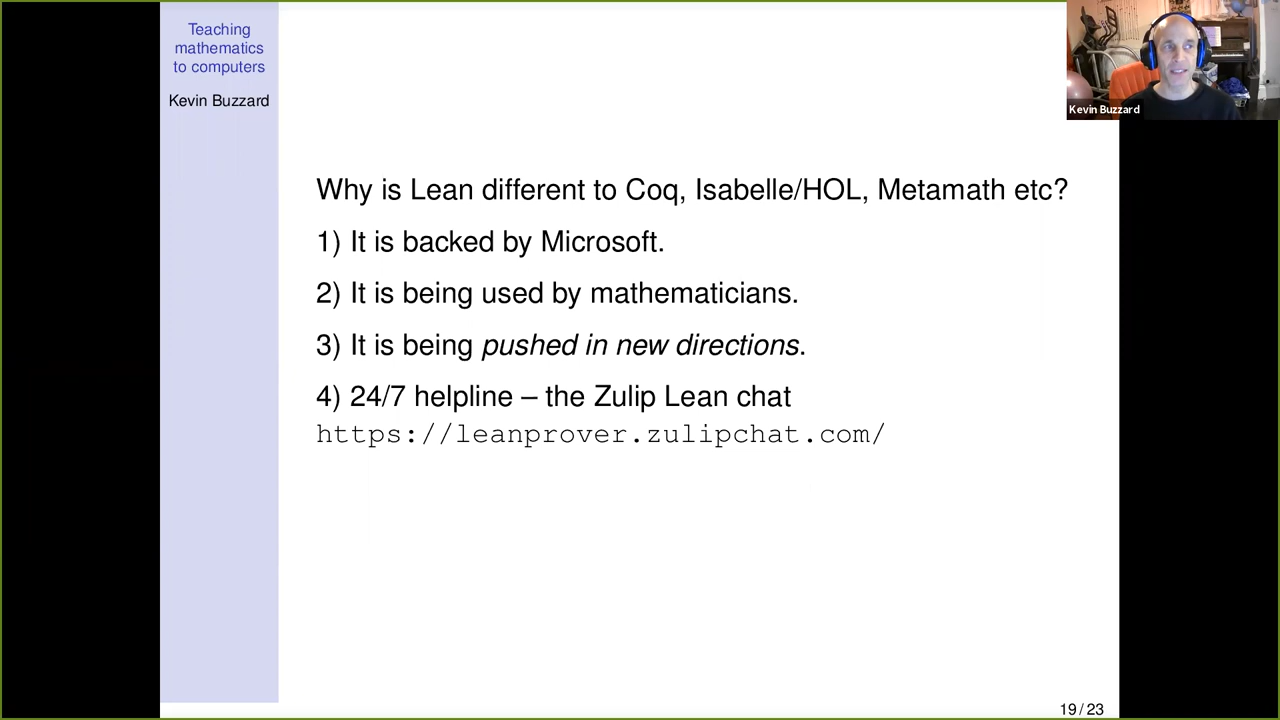 Teaching
mathematics
to computers
Kevin Buzzard
Kevin Buzzard
Why is Lean different to Coq, Isabelle/HOL, Metamath etc?
1) It is backed by Microsoft.
2) It is being used by mathematicians.
3) It is being pushed in new directions.
4) 24/7 helpline – the Zulip Lean chat
https://leanprover.zulipchat.com/
19 / 23